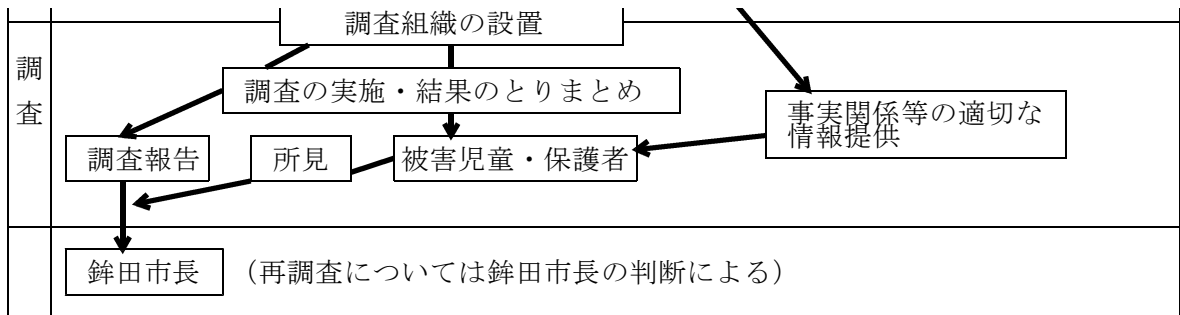 調査組織の設置
調査
調査の実施・結果のとりまとめ
事実関係等の適切な
情報提供
調査報告
所見
被害児童・保護者
鉾田市長
（再調査については鉾田市長の判断による）